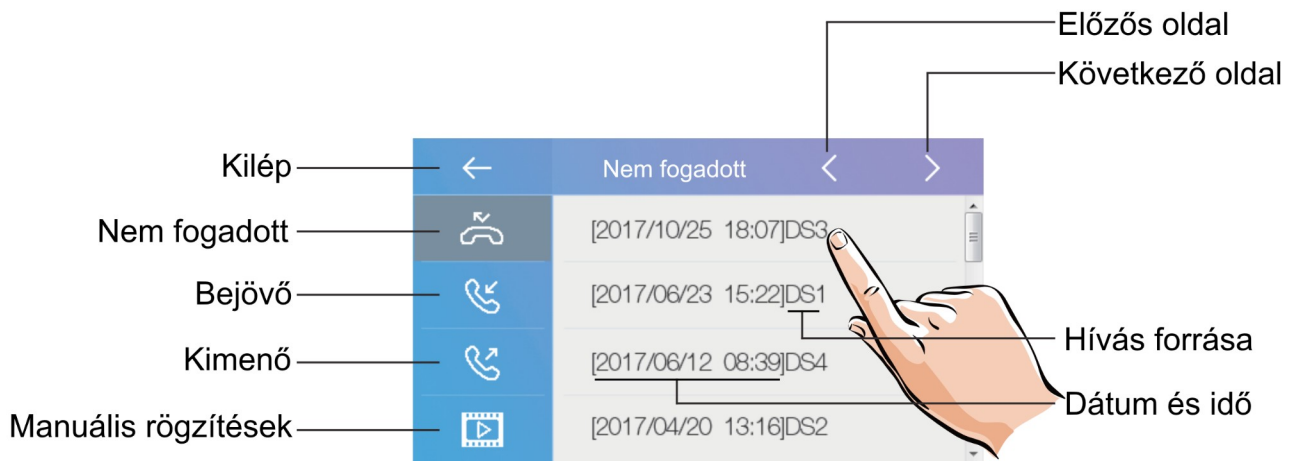 Előzős oldal
Következő oldal
Kilép
Nem fogadott
Nem fogadott
[2017/10/25 18:07]DS3
Bejövő
[2017/06/23 15:22]DS1
Hívás forrása
Kimenő
[2017/06/12 08:39]DS4
Dátum és idő
Manuális rögzítések
[2017/04/20 13:16]DS2